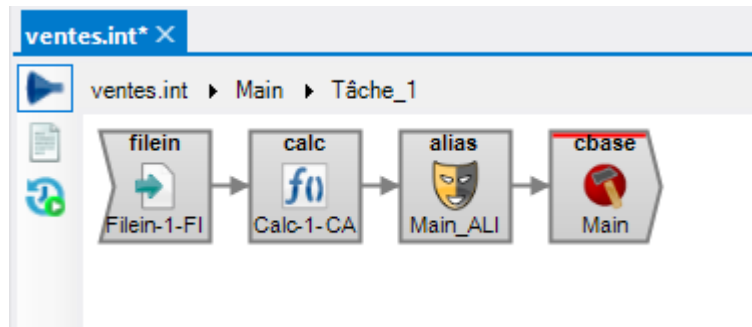 ventes.int*
ventes.int Main Tâche_1
filein calc alias cbase
f()
Filein-1-FI Calc-1-CA Main_ALI Main